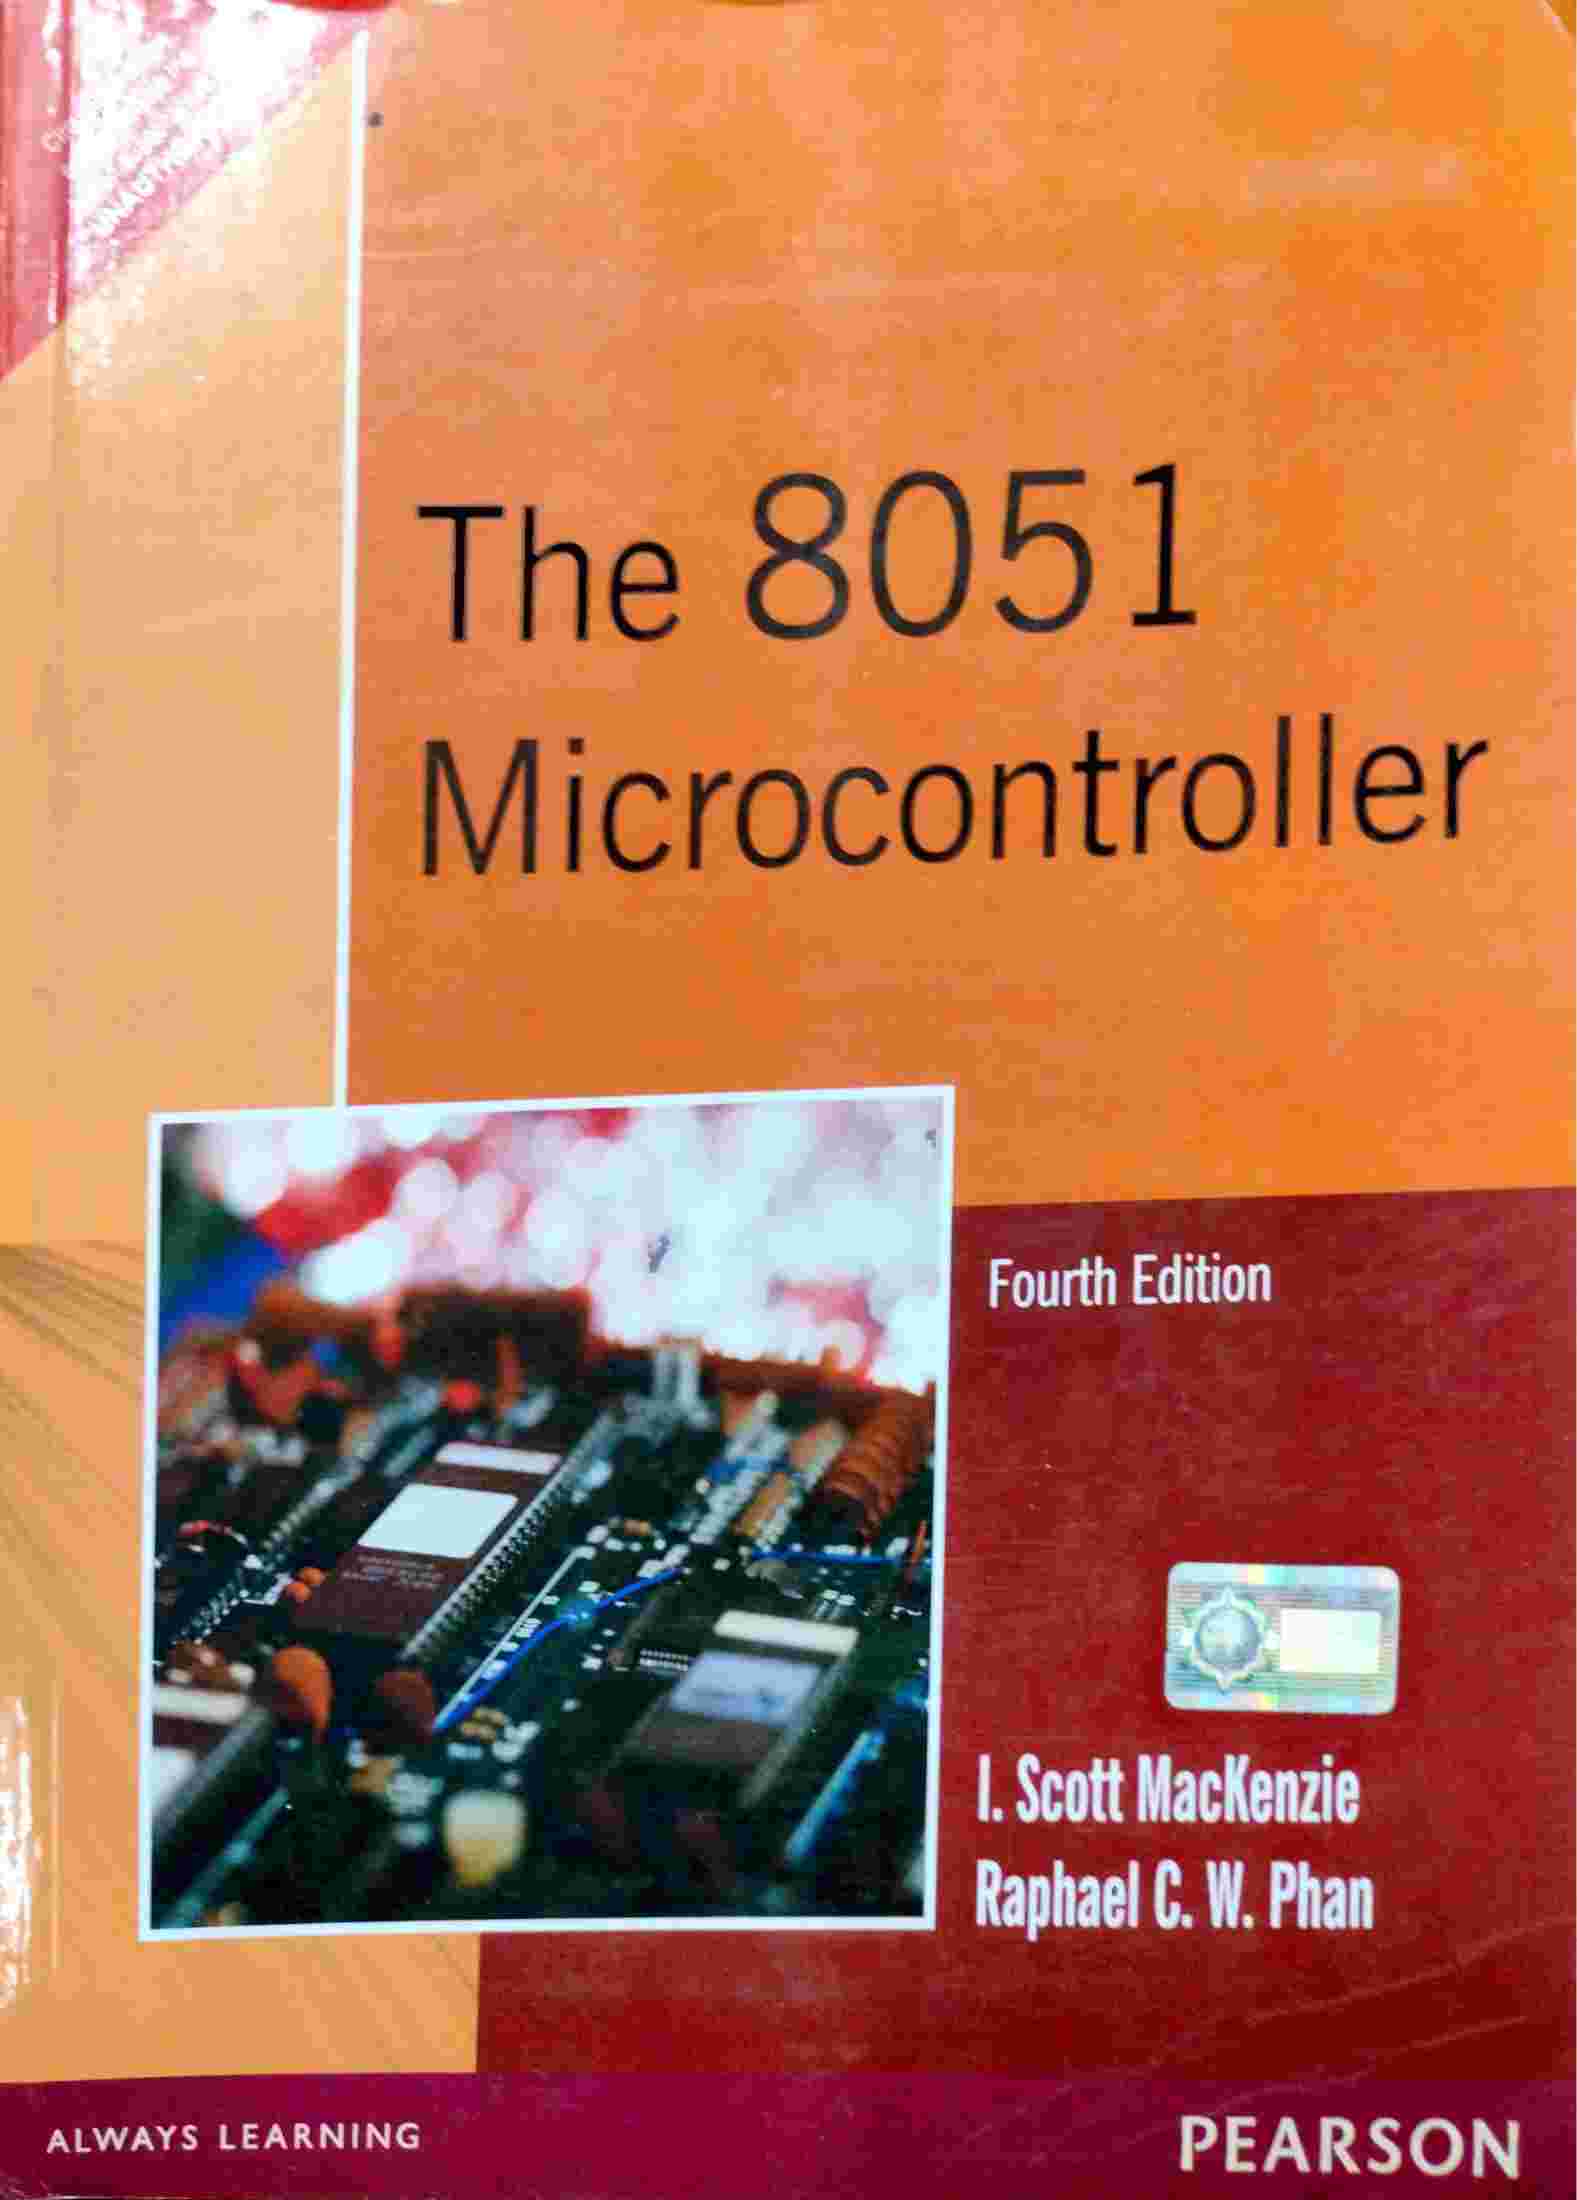 The 8051
Microcontroller
Fourth Edition
I. Scott MacKenzie
Raphael C. W. Phan
ALWAYS LEARNING
PEARSON